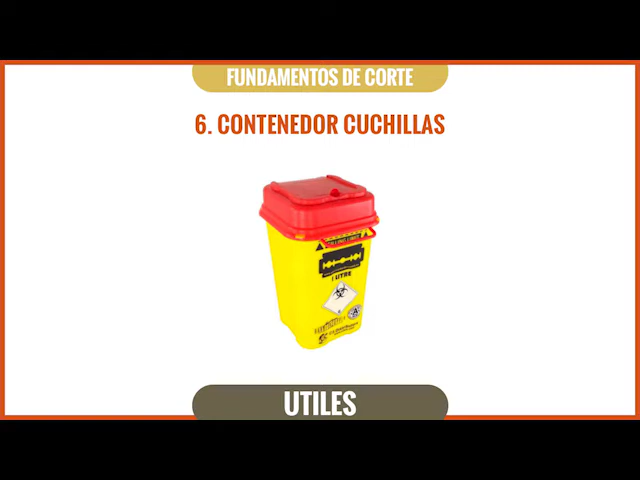 FUNDAMENTOS DE CORTE
6. CONTENEDOR CUCHILLAS
1 LITRE
UTILES